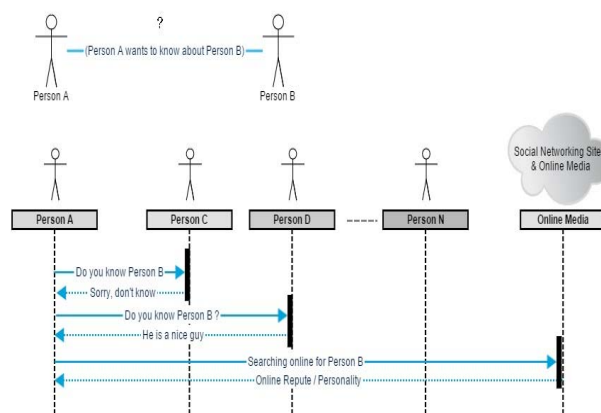 ?
(Person A wants to know about Person B)
Person A
Person B
Social Networking Site
& Online Media
Person A
Person C
Person D
Person N
Online Media
Do you know Person B
Sorry, don't know
Do you know Person B ?
He is a nice guy
Searching online for Person B
Online Repute / Personality